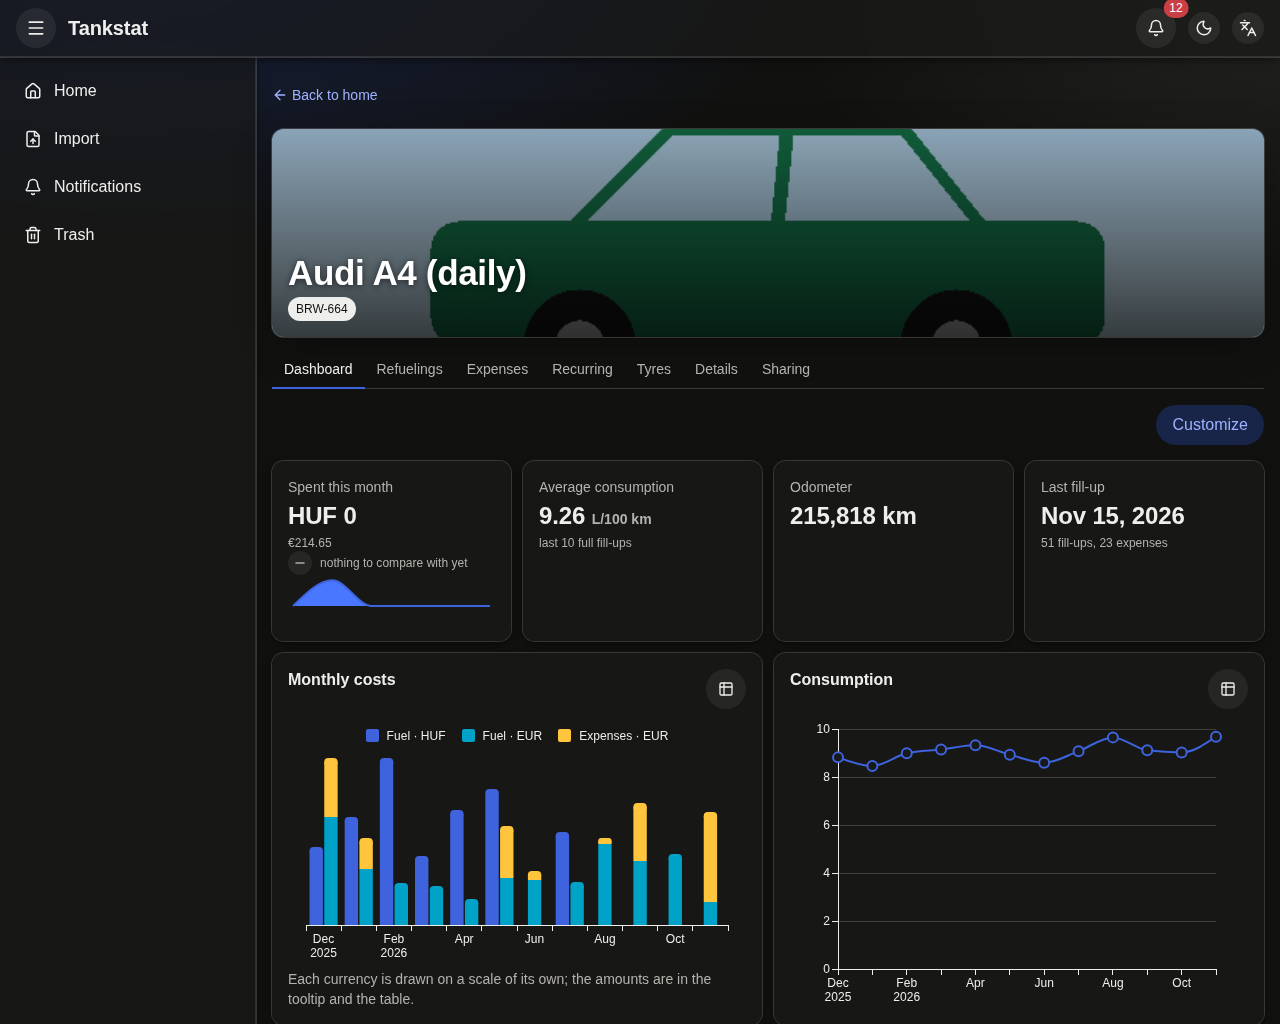 Tankstat
12
Home
Import
Notifications
Trash
Back to home
Audi A4 (daily)
BRW-664
Dashboard
Refuelings
Expenses
Recurring
Tyres
Details
Sharing
Customize
Spent this month
HUF 0
€214.65
nothing to compare with yet
Average consumption
9.26 L/100 km
last 10 full fill-ups
Odometer
215,818 km
Last fill-up
Nov 15, 2026
51 fill-ups, 23 expenses
Monthly costs
Fuel · HUF
Fuel · EUR
Expenses · EUR
Dec
2025
Feb
2026
Apr
Jun
Aug
Oct
Each currency is drawn on a scale of its own; the amounts are in the
tooltip and the table.
Consumption
10
8
6
4
2
0
Dec
2025
Feb
2026
Apr
Jun
Aug
Oct